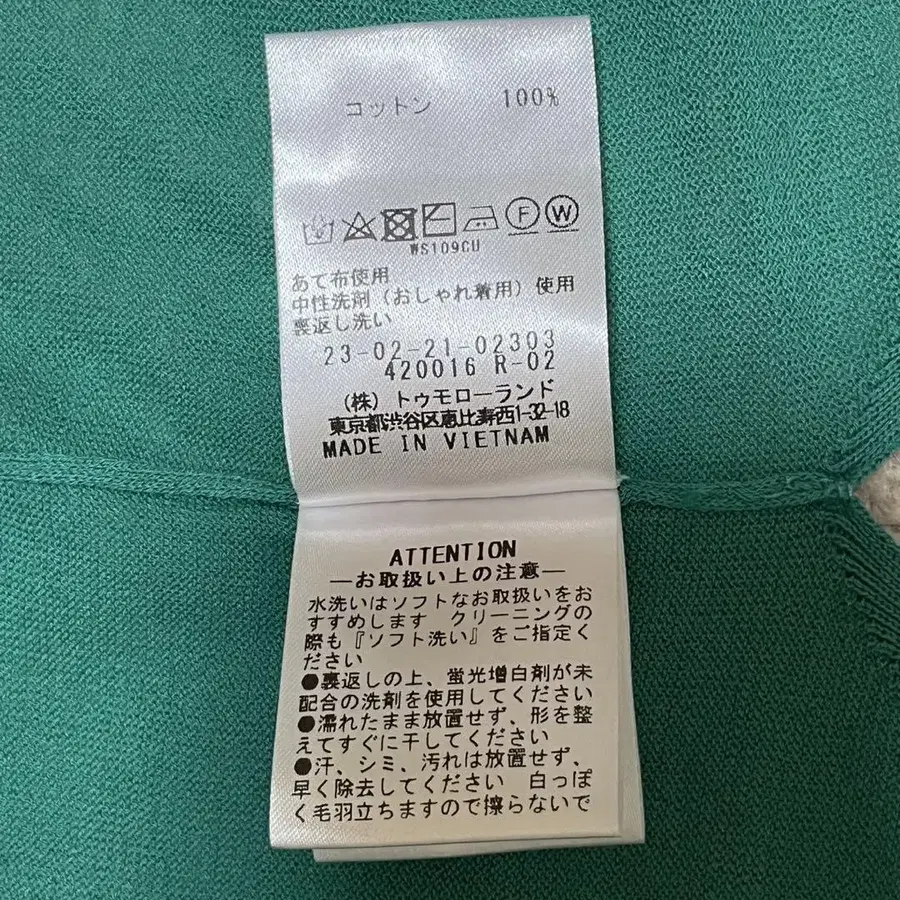 コットン 100%
F W
WS109CU
あて布使用
中性洗剤（おしゃれ着用）使用
裏返し洗い
23-02-21-02303
420016 R-02
（株）トゥモローランド
東京都渋谷区恵比寿西1-32-18
MADE IN VIETNAM
ATTENTION
―お取扱い上の注意―
水洗いはソフトなお取扱いをお
すすめします クリーニングの
際も『ソフト洗い』をご指定く
ださい
●裏返しの上、蛍光増白剤が未
配合の洗剤を使用してください
●濡れたまま放置せず、形を整
えてすぐに干してください
●汗、シミ、汚れは放置せず、
早く除去してください 白っぽ
く毛羽立ちますので擦らないで